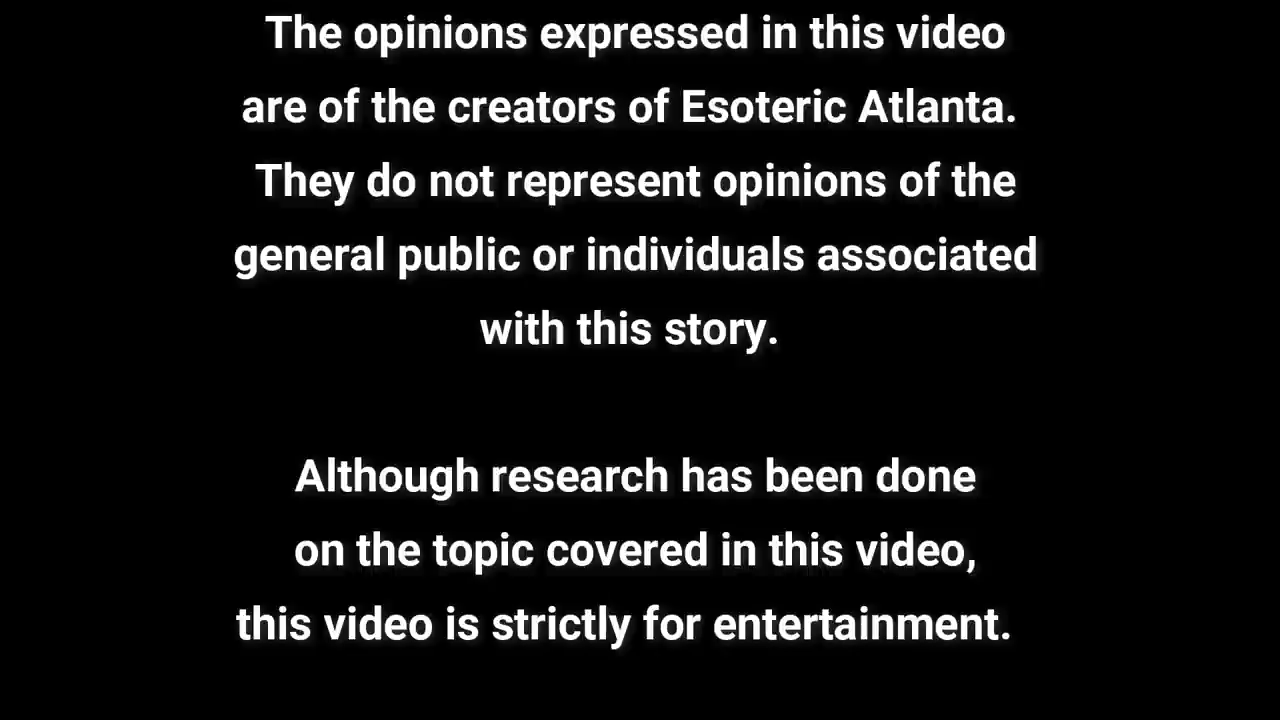 The opinions expressed in this video
are of the creators of Esoteric Atlanta.
They do not represent opinions of the
general public or individuals associated
with this story.
Although research has been done
on the topic covered in this video,
this video is strictly for entertainment.